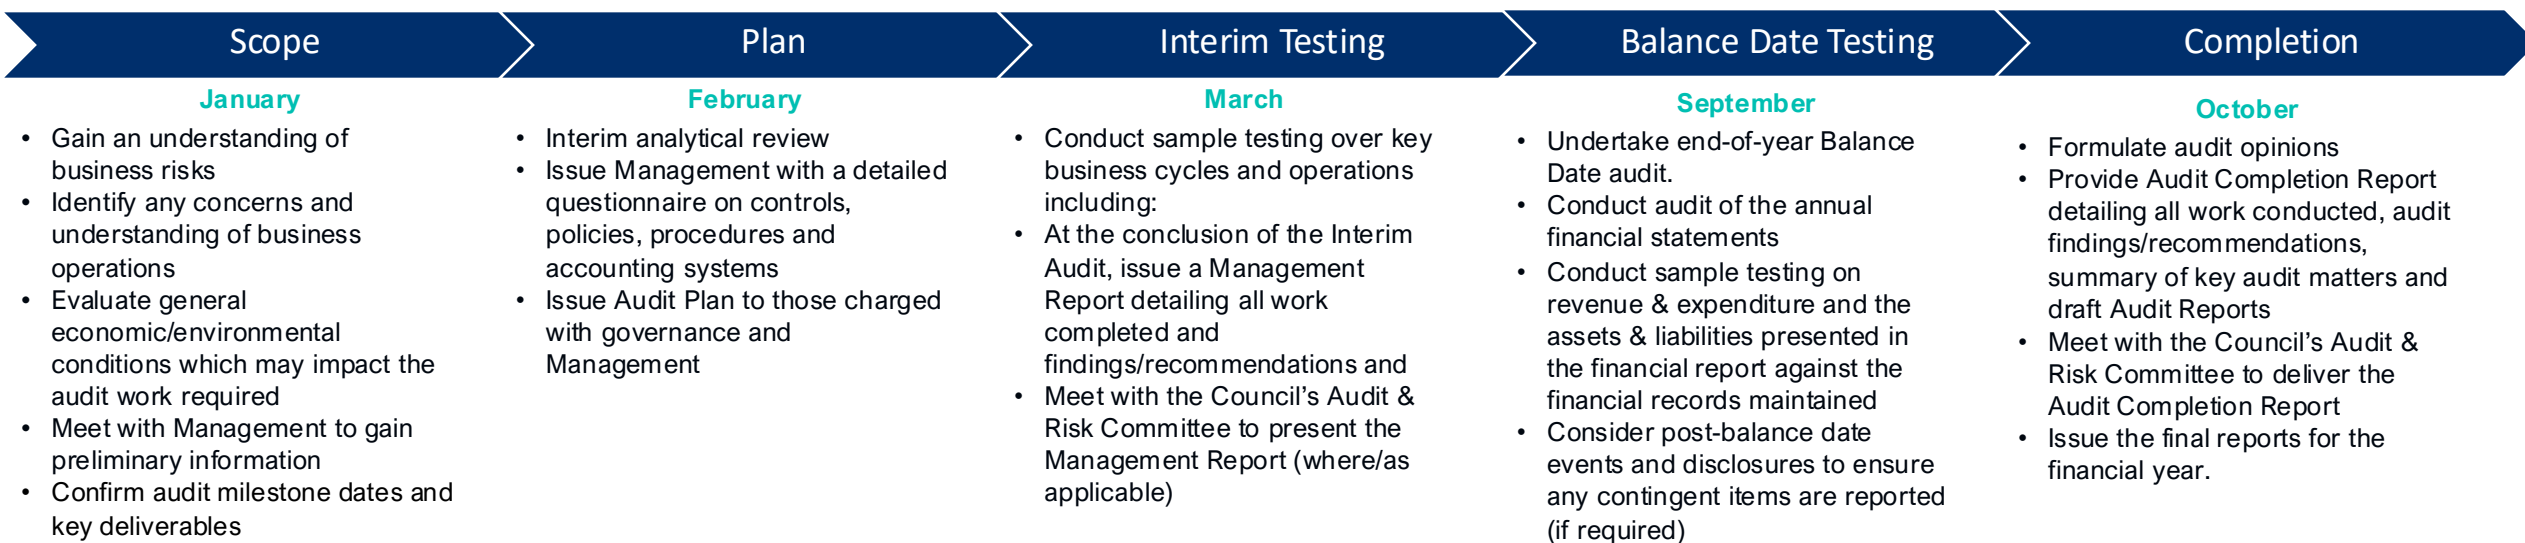 Scope
Plan
Interim Testing
Balance Date Testing
Completion
January
• Gain an understanding of
business risks
• Identify any concerns and
understanding of business
operations
• Evaluate general
economic/environmental
conditions which may impact the
audit work required
• Meet with Management to gain
preliminary information
• Confirm audit milestone dates and
key deliverables
February
• Interim analytical review
• Issue Management with a detailed
questionnaire on controls,
policies, procedures and
accounting systems
• Issue Audit Plan to those charged
with governance and
Management
March
• Conduct sample testing over key
business cycles and operations
including:
• At the conclusion of the Interim
Audit, issue a Management
Report detailing all work
completed and
findings/recommendations and
• Meet with the Council’s Audit &
Risk Committee to present the
Management Report (where/as
applicable)
September
• Undertake end-of-year Balance
Date audit.
• Conduct audit of the annual
financial statements
• Conduct sample testing on
revenue & expenditure and the
assets & liabilities presented in
the financial report against the
financial records maintained
• Consider post-balance date
events and disclosures to ensure
any contingent items are reported
(if required)
October
• Formulate audit opinions
• Provide Audit Completion Report
detailing all work conducted, audit
findings/recommendations,
summary of key audit matters and
draft Audit Reports
• Meet with the Council’s Audit &
Risk Committee to deliver the
Audit Completion Report
• Issue the final reports for the
financial year.